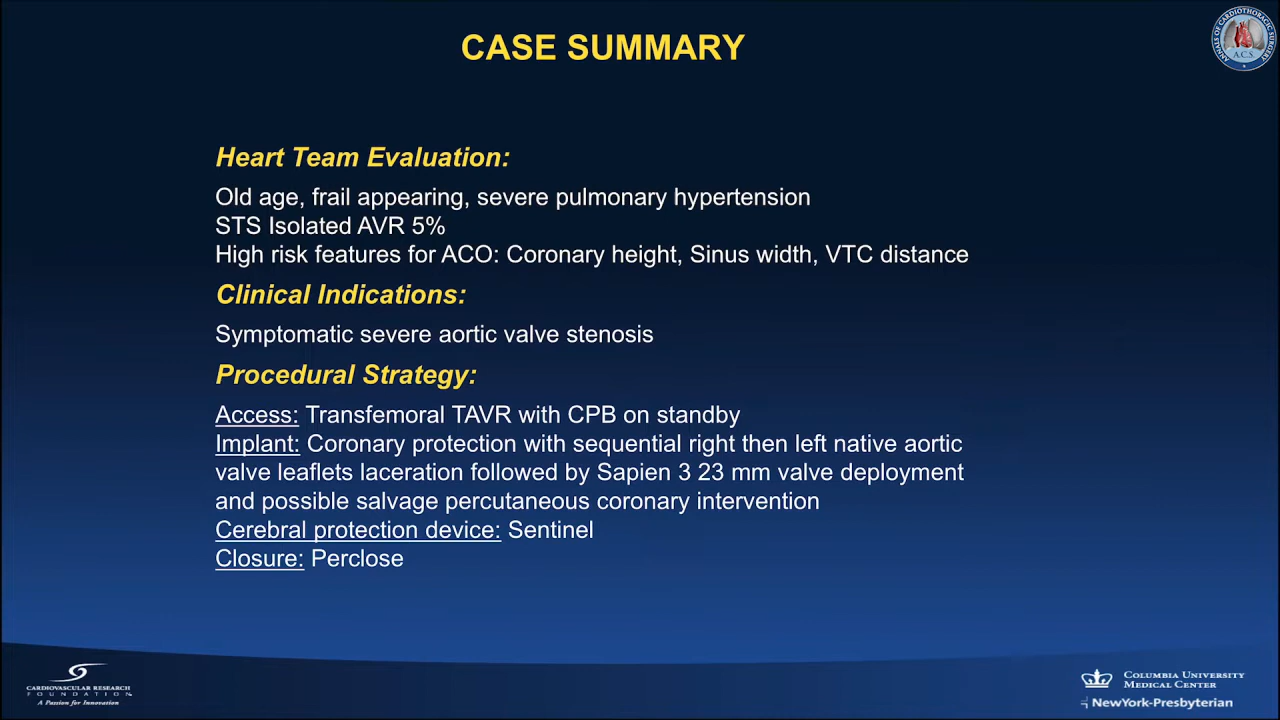 CASE SUMMARY
ANNALS OF CARDIOTHORACIC SURGERY
A.C.S
Heart Team Evaluation:
Old age, frail appearing, severe pulmonary hypertension
STS Isolated AVR 5%
High risk features for ACO: Coronary height, Sinus width, VTC distance
Clinical Indications:
Symptomatic severe aortic valve stenosis
Procedural Strategy:
Access: Transfemoral TAVR with CPB on standby
Implant: Coronary protection with sequential right then left native aortic
valve leaflets laceration followed by Sapien 3 23 mm valve deployment
and possible salvage percutaneous coronary intervention
Cerebral protection device: Sentinel
Closure: Perclose
CARDIOVASCULAR RESEARCH
FOUNDATION
A Passion for Innovation
COLUMBIA UNIVERSITY
MEDICAL CENTER
NewYork-Presbyterian